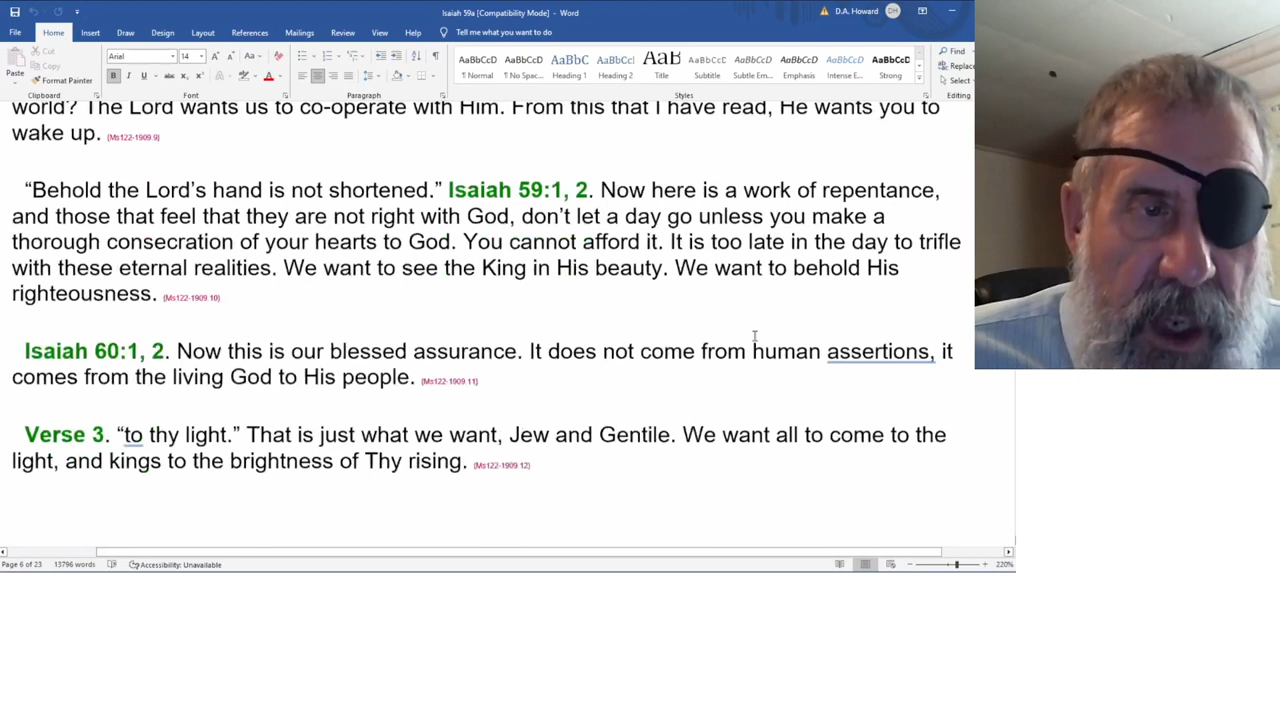 Isaiah 59a [Compatibility Mode] - Word
D.A. Howard
DH
File Home Insert Draw Design Layout References Mailings Review View Help Tell me what you want to do
Paste
Cut
Copy
Format Painter
Clipboard
Arial 14
Font
Paragraph
AaBbCcD AaBbCcD AaBbC AaBbCcl AaB AaBbCcD AaBbCcD AaBbCcD AaBbCcD AaBbCcD
¶ Normal ¶ No Spac... Heading 1 Heading 2 Title Subtitle Subtle Em... Emphasis Intense E... Strong
Styles
Find
Replace
Select
Editing
world? The Lord wants us to co-operate with Him. From this that I have read, He wants you to
wake up. {Ms122-1909.9}
“Behold the Lord’s hand is not shortened.” Isaiah 59:1, 2. Now here is a work of repentance,
and those that feel that they are not right with God, don’t let a day go unless you make a
thorough consecration of your hearts to God. You cannot afford it. It is too late in the day to trifle
with these eternal realities. We want to see the King in His beauty. We want to behold His
righteousness. {Ms122-1909.10}
Isaiah 60:1, 2. Now this is our blessed assurance. It does not come from human assertions, it
comes from the living God to His people. {Ms122-1909.11}
Verse 3. “to thy light.” That is just what we want, Jew and Gentile. We want all to come to the
light, and kings to the brightness of Thy rising. {Ms122-1909.12}
Page 6 of 23 13796 words Accessibility: Unavailable 220%